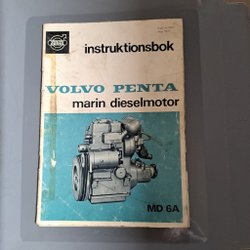 instruktionsbok
VOLVO PENTA
marin dieselmotor
MD 6A